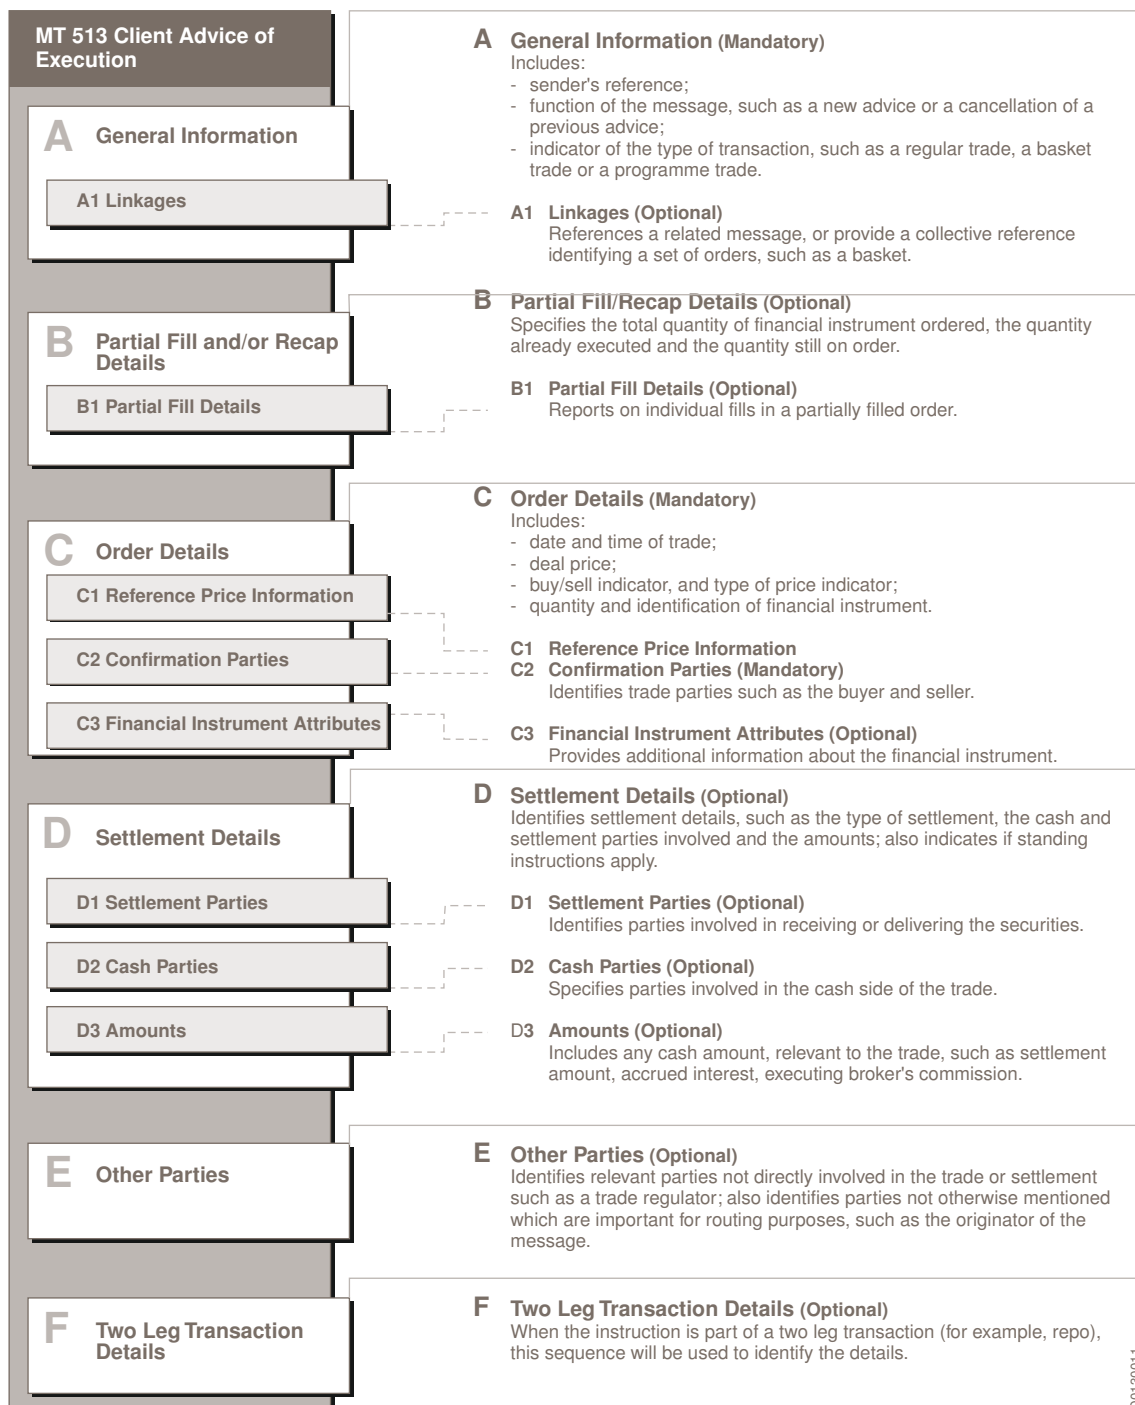 MT 513 Client Advice of
Execution
A General Information
A1 Linkages
B Partial Fill and/or Recap
Details
B1 Partial Fill Details
C Order Details
C1 Reference Price Information
C2 Confirmation Parties
C3 Financial Instrument Attributes
D Settlement Details
D1 Settlement Parties
D2 Cash Parties
D3 Amounts
E Other Parties
F Two Leg Transaction
Details
A General Information (Mandatory)
Includes:
- sender's reference;
- function of the message, such as a new advice or a cancellation of a
previous advice;
- indicator of the type of transaction, such as a regular trade, a basket
trade or a programme trade.
A1 Linkages (Optional)
References a related message, or provide a collective reference
identifying a set of orders, such as a basket.
B Partial Fill/Recap Details (Optional)
Specifies the total quantity of financial instrument ordered, the quantity
already executed and the quantity still on order.
B1 Partial Fill Details (Optional)
Reports on individual fills in a partially filled order.
C Order Details (Mandatory)
Includes:
- date and time of trade;
- deal price;
- buy/sell indicator, and type of price indicator;
- quantity and identification of financial instrument.
C1 Reference Price Information
C2 Confirmation Parties (Mandatory)
Identifies trade parties such as the buyer and seller.
C3 Financial Instrument Attributes (Optional)
Provides additional information about the financial instrument.
D Settlement Details (Optional)
Identifies settlement details, such as the type of settlement, the cash and
settlement parties involved and the amounts; also indicates if standing
instructions apply.
D1 Settlement Parties (Optional)
Identifies parties involved in receiving or delivering the securities.
D2 Cash Parties (Optional)
Specifies parties involved in the cash side of the trade.
D3 Amounts (Optional)
Includes any cash amount, relevant to the trade, such as settlement
amount, accrued interest, executing broker's commission.
E Other Parties (Optional)
Identifies relevant parties not directly involved in the trade or settlement
such as a trade regulator; also identifies parties not otherwise mentioned
which are important for routing purposes, such as the originator of the
message.
F Two Leg Transaction Details (Optional)
When the instruction is part of a two leg transaction (for example, repo),
this sequence will be used to identify the details.